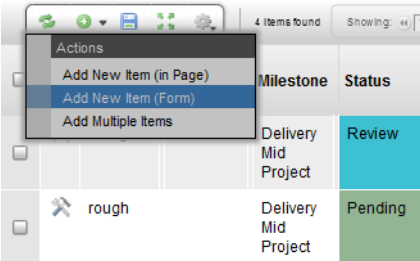 4 items found
Showing:
Actions
Add New Item (in Page)
Add New Item (Form)
Add Multiple Items
Milestone
Status
Delivery
Mid
Project
Review
rough
Delivery
Mid
Project
Pending